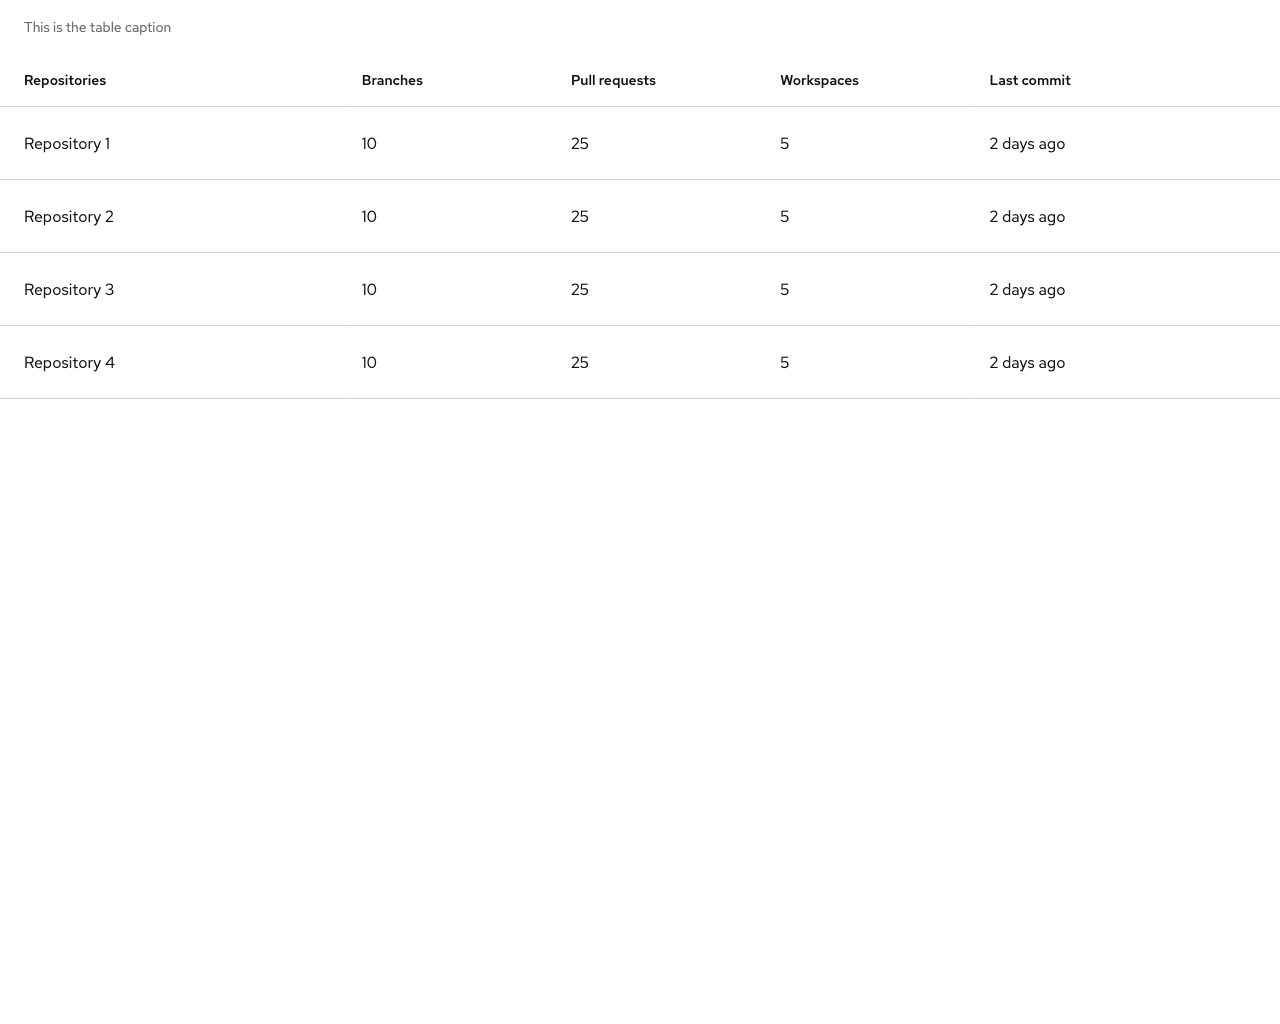 This is the table caption
Repositories Branches Pull requests Workspaces Last commit
Repository 1 10 25 5 2 days ago
Repository 2 10 25 5 2 days ago
Repository 3 10 25 5 2 days ago
Repository 4 10 25 5 2 days ago